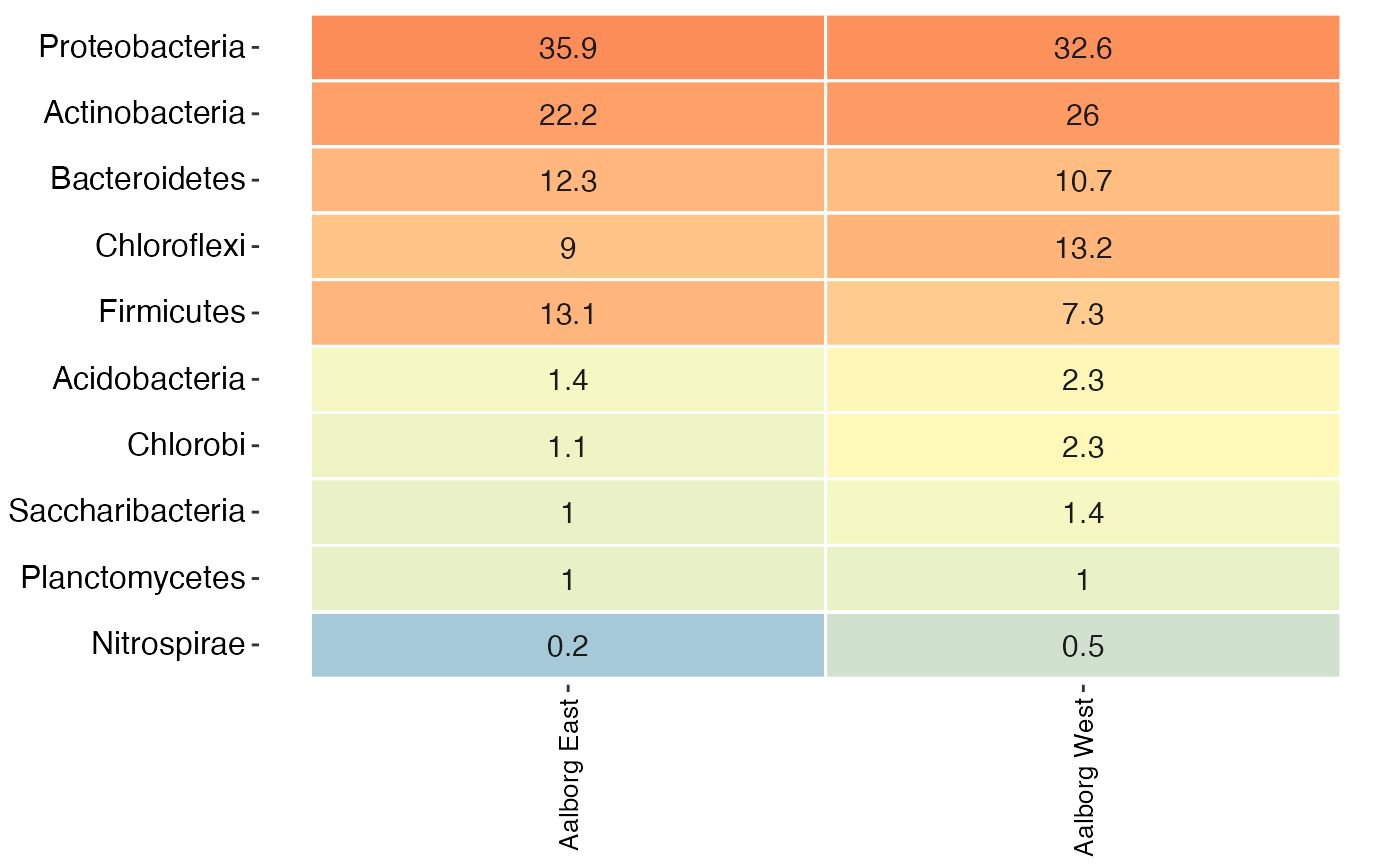 Proteobacteria 35.9 32.6
Actinobacteria 22.2 26
Bacteroidetes 12.3 10.7
Chloroflexi 9 13.2
Firmicutes 13.1 7.3
Acidobacteria 1.4 2.3
Chlorobi 1.1 2.3
Saccharibacteria 1 1.4
Planctomycetes 1 1
Nitrospirae 0.2 0.5
Aalborg East
Aalborg West